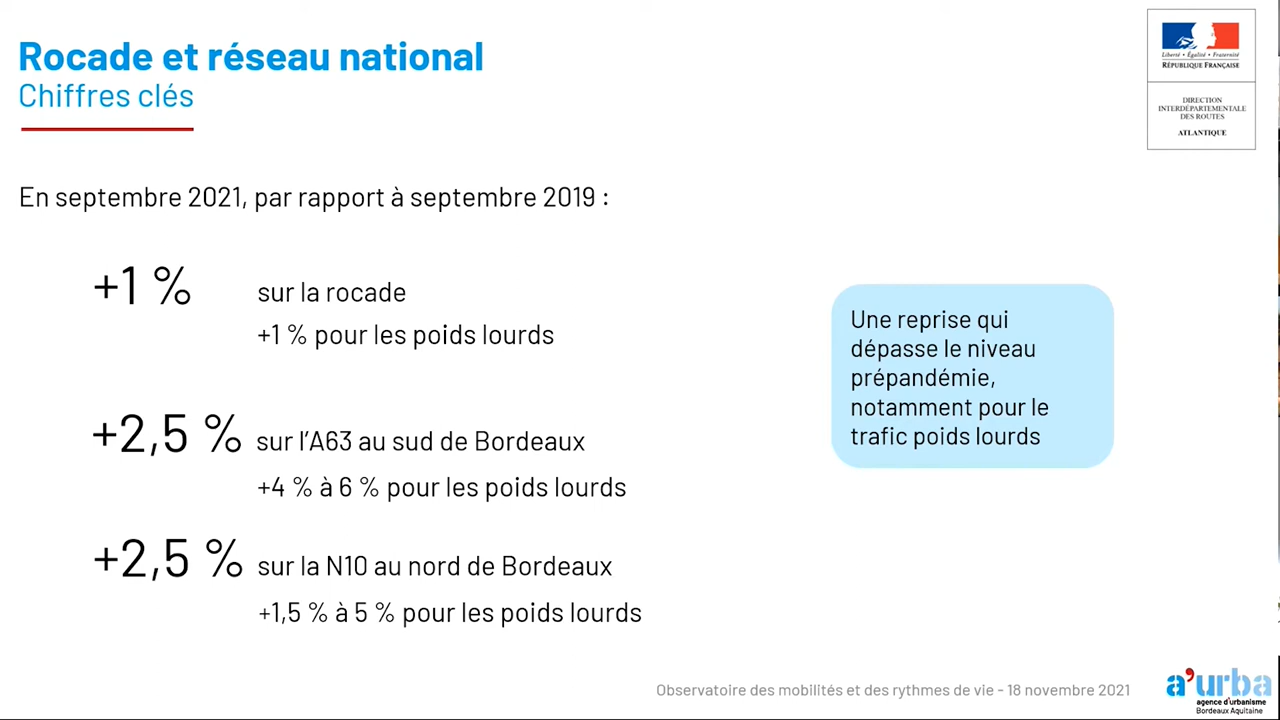 Rocade et réseau national
Chiffres clés
Liberté • Égalité • Fraternité
RÉPUBLIQUE FRANÇAISE
DIRECTION
INTERDÉPARTEMENTALE
DES ROUTES
ATLANTIQUE
En septembre 2021, par rapport à septembre 2019 :
+1 % sur la rocade
+1 % pour les poids lourds
+2,5 % sur l'A63 au sud de Bordeaux
+4 % à 6 % pour les poids lourds
+2,5 % sur la N10 au nord de Bordeaux
+1,5 % à 5 % pour les poids lourds
Une reprise qui
dépasse le niveau
prépandémie,
notamment pour le
trafic poids lourds
Observatoire des mobilités et des rythmes de vie - 18 novembre 2021
a'urba
agence d'urbanisme
Bordeaux Aquitaine